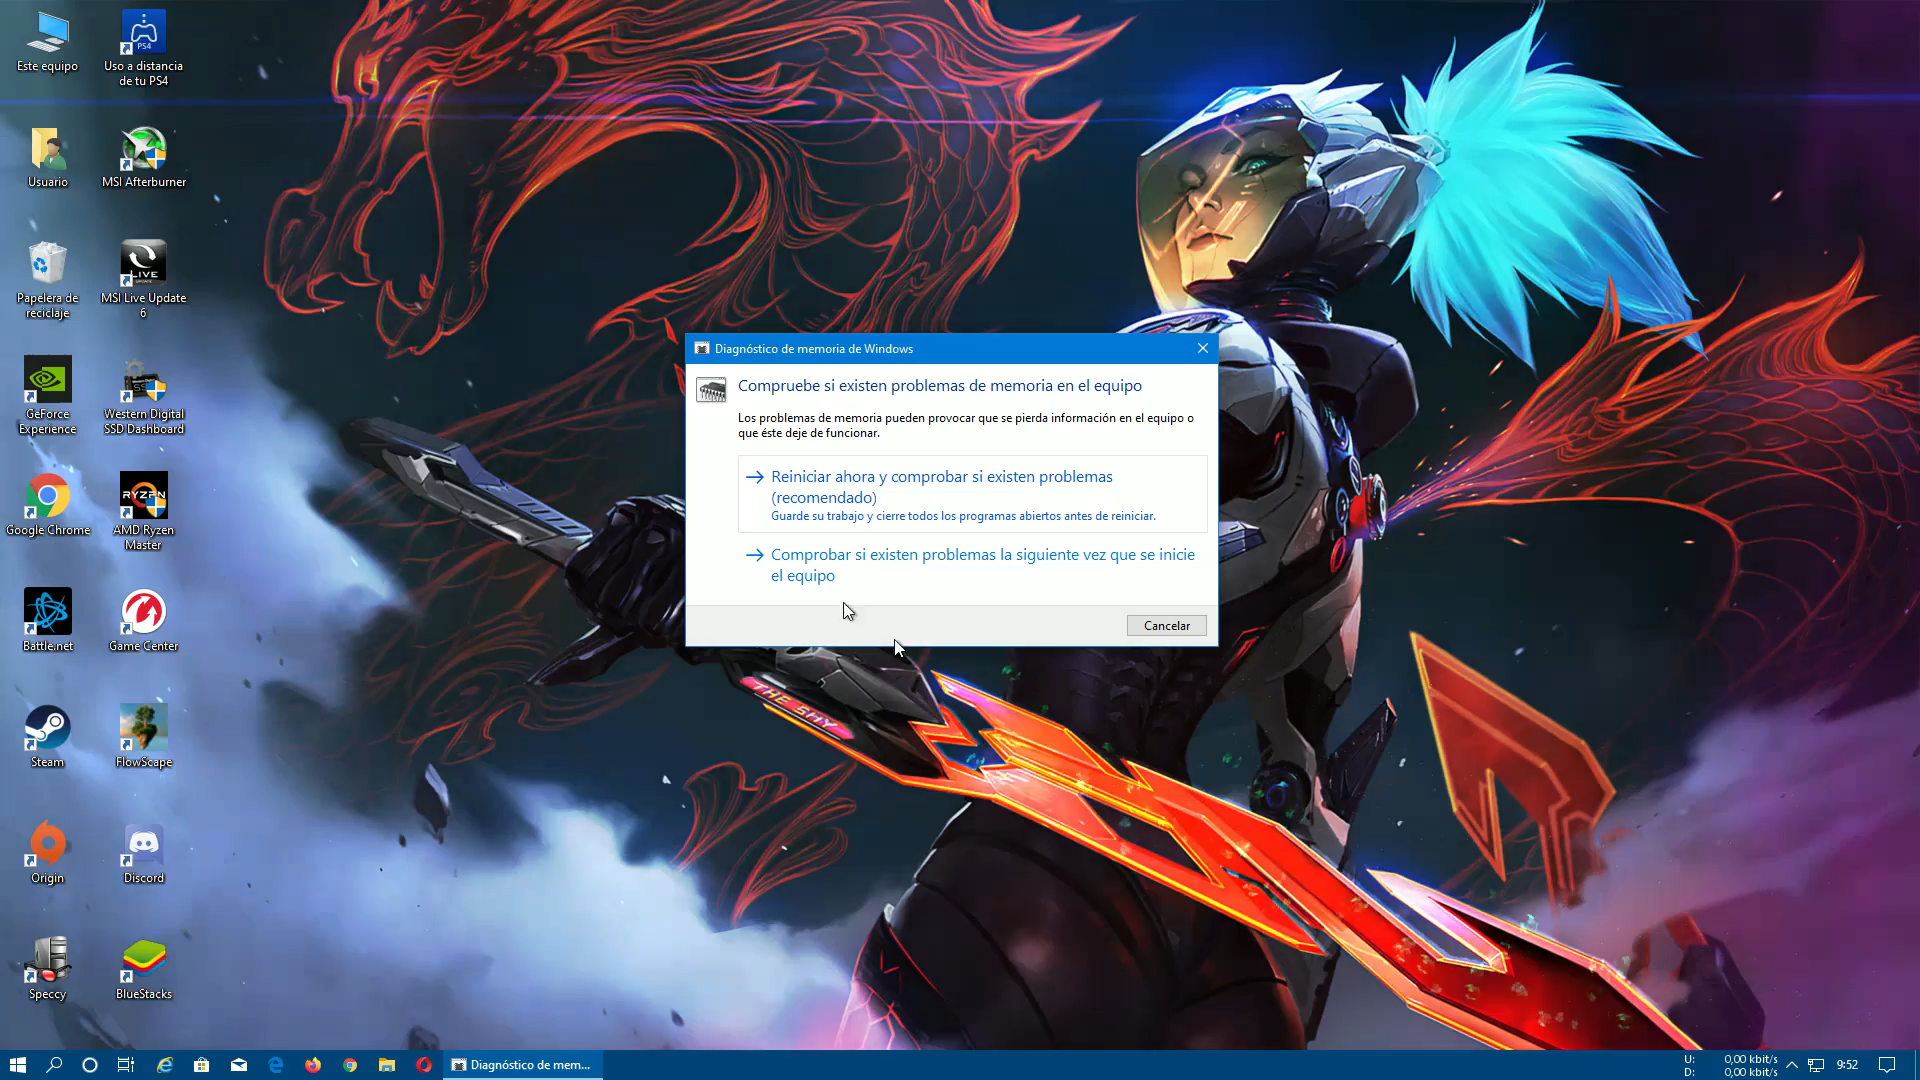 Este equipo
Uso a distancia
de tu PS4
Usuario
MSI Afterburner
Papelera de
reciclaje
LIVE
UPDATE
MSI Live Update
6
GeForce
Experience
Western Digital
SSD Dashboard
Google Chrome
RYZEN
AMD Ryzen
Master
Battle.net
Game Center
Steam
FlowScape
Origin
Discord
Speccy
BlueStacks
PS4
Diagnóstico de memoria de Windows
Compruebe si existen problemas de memoria en el equipo
Los problemas de memoria pueden provocar que se pierda información en el equipo o
que éste deje de funcionar.
Reiniciar ahora y comprobar si existen problemas
(recomendado)
Guarde su trabajo y cierre todos los programas abiertos antes de reiniciar.
Comprobar si existen problemas la siguiente vez que se inicie
el equipo
Cancelar
THE SHY
Diagnóstico de mem...
U: 0,00 kbit/s
D: 0,00 kbit/s
9:52